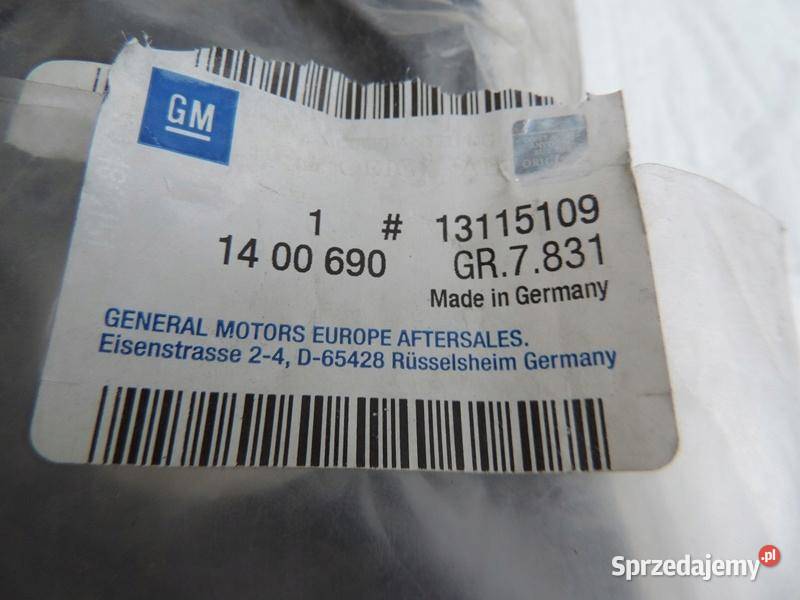 GM
ORIG
1 # 13115109
14 00 690 GR.7.831
Made in Germany
GENERAL MOTORS EUROPE AFTERSALES.
Eisenstrasse 2-4, D-65428 Rüsselsheim Germany
Sprzedajemy.pl